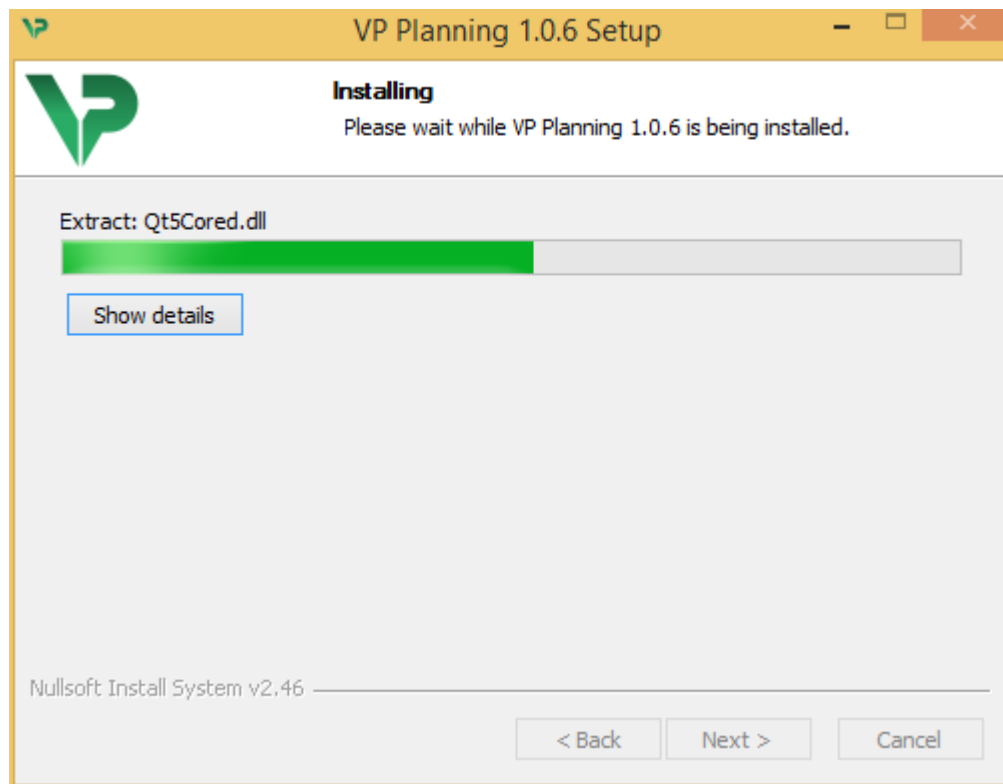 VP Planning 1.0.6 Setup
VP
Installing
Please wait while VP Planning 1.0.6 is being installed.
Extract: Qt5Cored.dll
Show details
Nullsoft Install System v2.46
< Back
Next >
Cancel